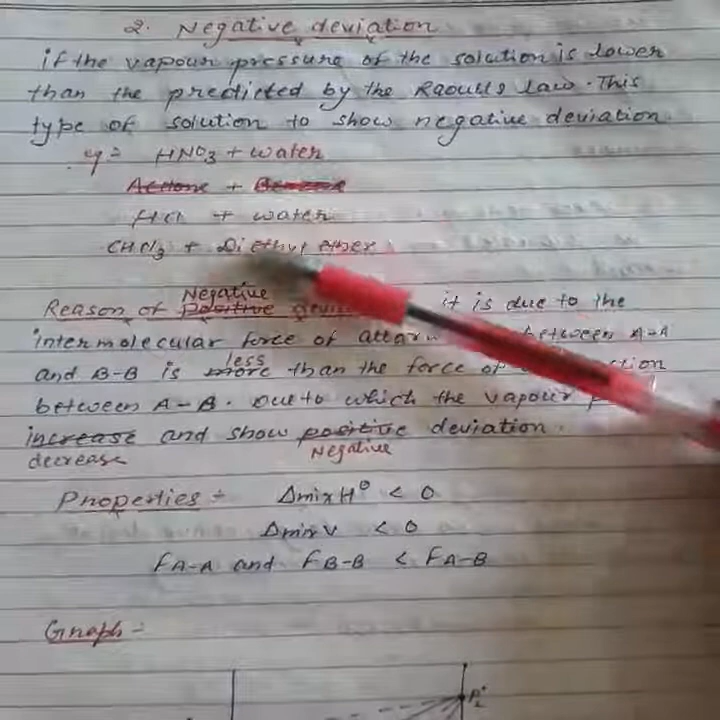 2. Negative deviation
if the vapour pressure of the solution is lower
than the predicted by the Raoults law. This
type of solution to show negative deviation.
eg = HNO3 + water
Acetone + Benzene
HCl + water
CHCl3 + Diethyl ether
Negative
Reason of positive it is due to the
intermolecular force of between A-A
less
and B-B is more than the force of
between A-B. Due to which the vapour
increase and show positive deviation.
decrease Negative
Properties - ΔmixH° < 0
ΔmixV < 0
FA-A and FB-B < FA-B
Graph -
P°2